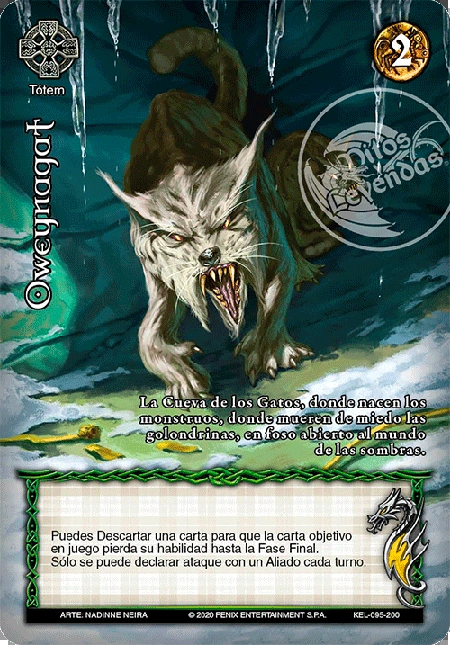 2
Tótem
Mitos
y
Leyendas
Oweynagat
La Cueva de los Gatos, donde nacen los
monstruos, donde mueren de miedo las
golondrinas, en foso abierto al mundo
de las sombras.
Puedes Descartar una carta para que la carta objetivo
en juego pierda su habilidad hasta la Fase Final.
Sólo se puede declarar ataque con un Aliado cada turno.
ARTE: NADINNE NEIRA © 2020 FENIX ENTERTAINMENT S.P.A. KEL-095-200